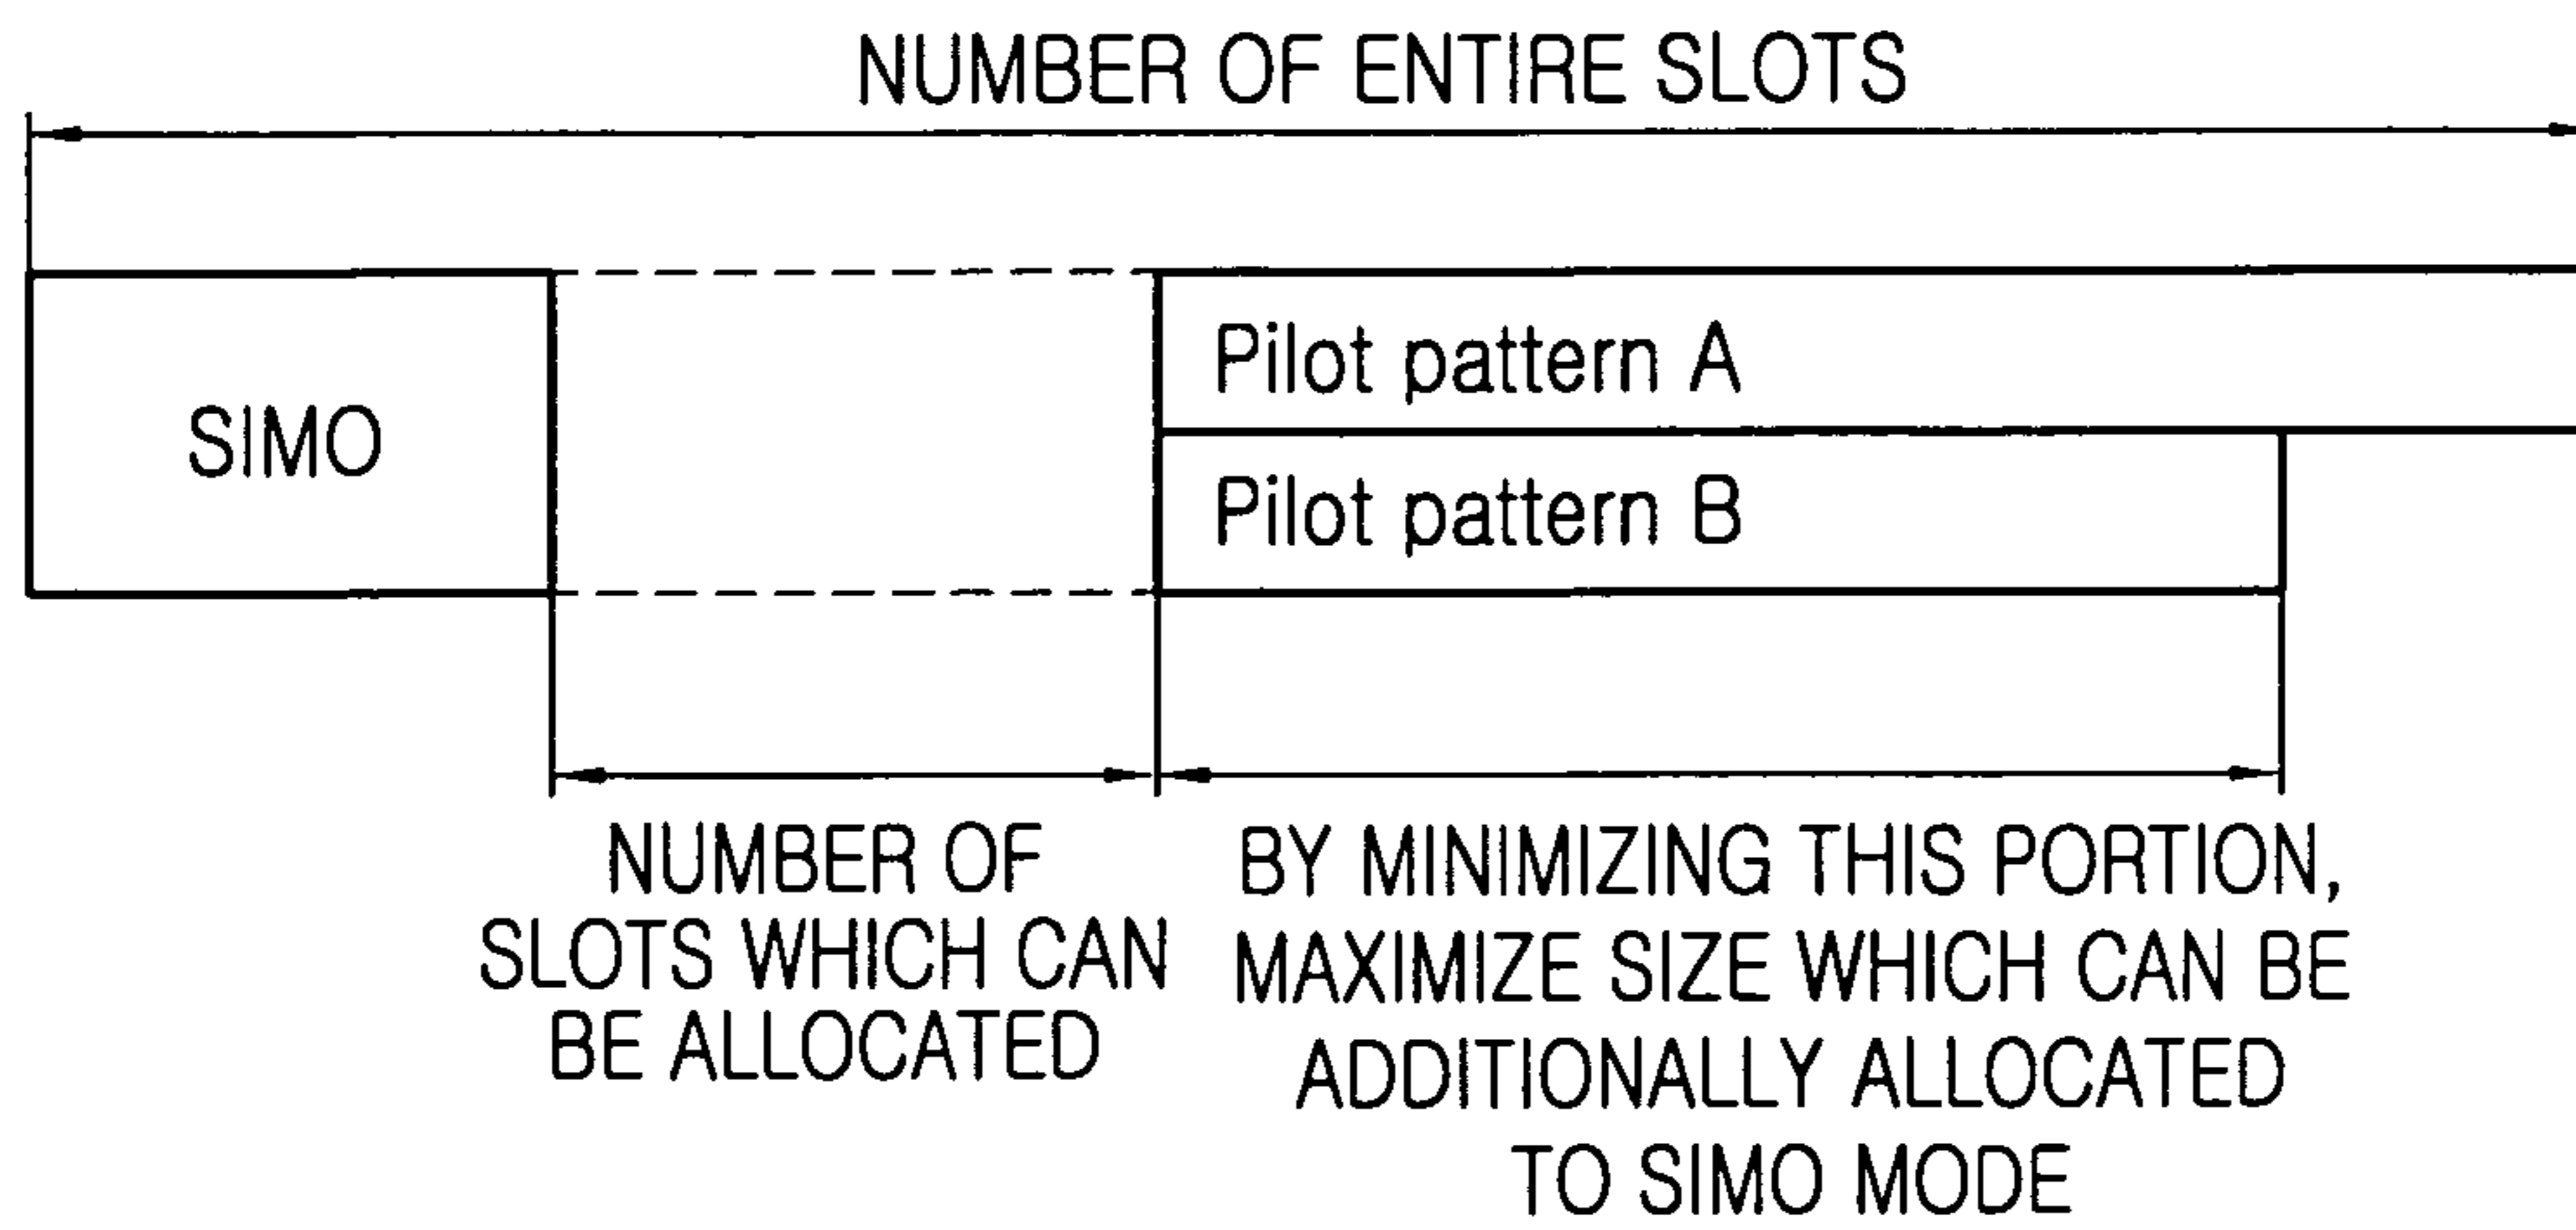 NUMBER OF ENTIRE SLOTS
SIMO
Pilot pattern A
Pilot pattern B
NUMBER OF
SLOTS WHICH CAN
BE ALLOCATED
BY MINIMIZING THIS PORTION,
MAXIMIZE SIZE WHICH CAN BE
ADDITIONALLY ALLOCATED
TO SIMO MODE